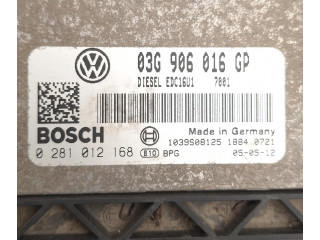 03G 906 016 GP
DIESEL EDC16U1 7001
BOSCH
Made in Germany
1039S08125 1884.0721
0 281 012 168 810 BPG 05-05-12